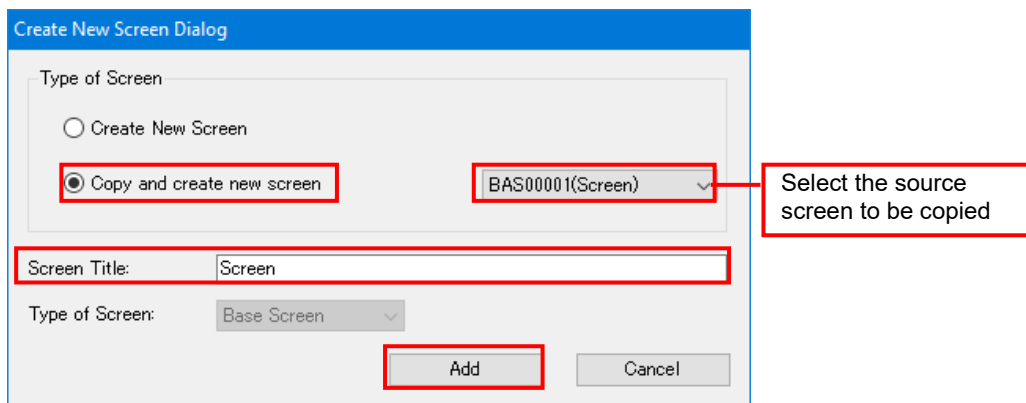 Create New Screen Dialog
Type of Screen
Create New Screen
Copy and create new screen
BAS00001(Screen)
Select the source
screen to be copied
Screen Title:
Screen
Type of Screen:
Base Screen
Add
Cancel